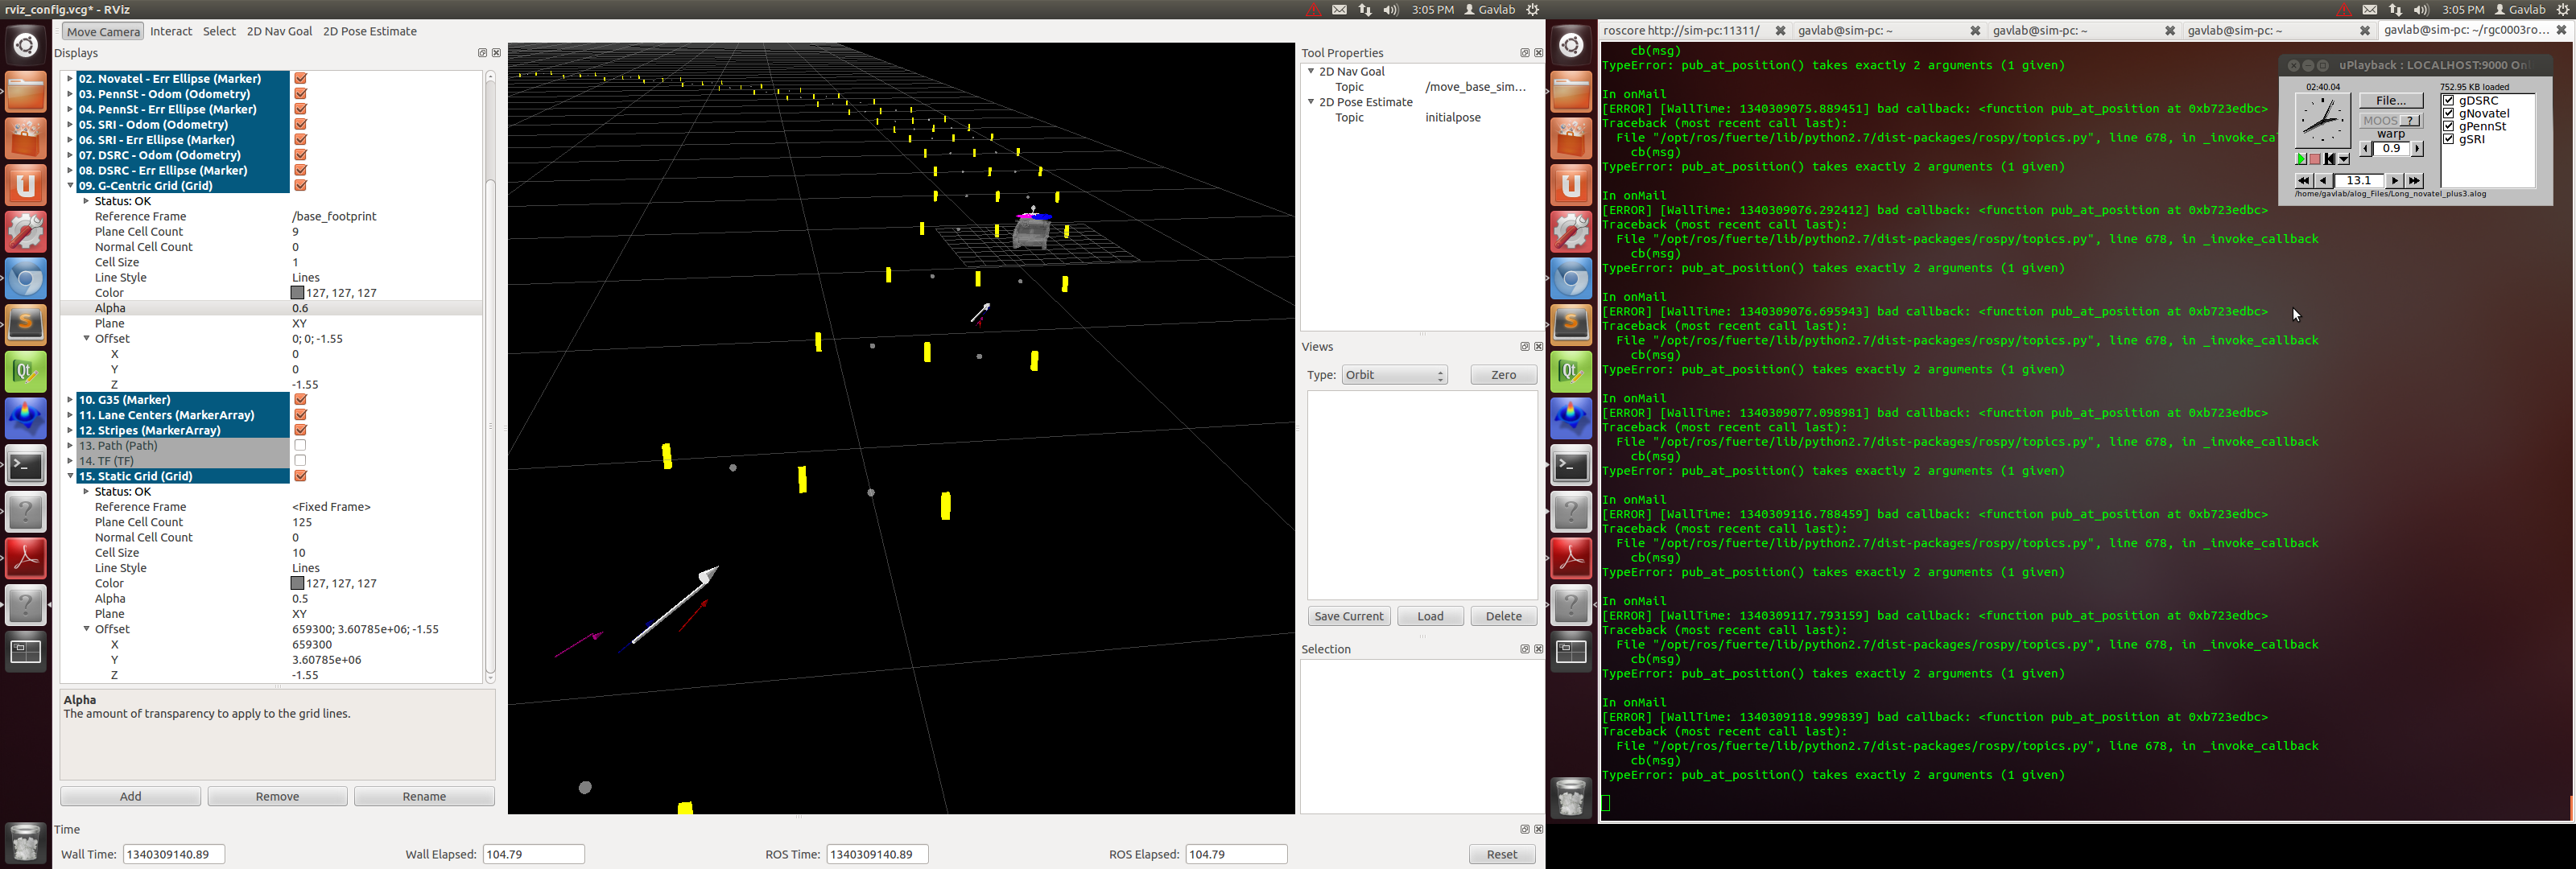 rviz_config.vcg* - RViz
3:05 PM Gavlab
Move Camera Interact Select 2D Nav Goal 2D Pose Estimate
Displays
02. Novatel - Err Ellipse (Marker)
03. PennSt - Odom (Odometry)
04. PennSt - Err Ellipse (Marker)
05. SRI - Odom (Odometry)
06. SRI - Err Ellipse (Marker)
07. DSRC - Odom (Odometry)
08. DSRC - Err Ellipse (Marker)
09. G-Centric Grid (Grid)
Status: OK
Reference Frame /base_footprint
Plane Cell Count 9
Normal Cell Count 0
Cell Size 1
Line Style Lines
Color 127, 127, 127
Alpha 0.6
Plane XY
Offset 0; 0; -1.55
X 0
Y 0
Z -1.55
10. G35 (Marker)
11. Lane Centers (MarkerArray)
12. Stripes (MarkerArray)
13. Path (Path)
14. TF (TF)
15. Static Grid (Grid)
Status: OK
Reference Frame <Fixed Frame>
Plane Cell Count 125
Normal Cell Count 0
Cell Size 10
Line Style Lines
Color 127, 127, 127
Alpha 0.5
Plane XY
Offset 659300; 3.60785e+06; -1.55
X 659300
Y 3.60785e+06
Z -1.55
Alpha
The amount of transparency to apply to the grid lines.
Add Remove Rename
Tool Properties
2D Nav Goal
Topic /move_base_sim...
2D Pose Estimate
Topic initialpose
Views
Type: Orbit Zero
Save Current Load Delete
Selection
Time
Wall Time: 1340309140.89 Wall Elapsed: 104.79 ROS Time: 1340309140.89 ROS Elapsed: 104.79 Reset
3:05 PM Gavlab
roscore http://sim-pc:11311/ gavlab@sim-pc: ~ gavlab@sim-pc: ~ gavlab@sim-pc: ~ gavlab@sim-pc: ~/rgc0003ro...
cb(msg)
TypeError: pub_at_position() takes exactly 2 arguments (1 given)
In onMail
[ERROR] [WallTime: 1340309075.889451] bad callback: <function pub_at_position at 0xb723edbc>
Traceback (most recent call last):
File "/opt/ros/fuerte/lib/python2.7/dist-packages/rospy/topics.py", line 678, in _invoke_cal
cb(msg)
TypeError: pub_at_position() takes exactly 2 arguments (1 given)
In onMail
[ERROR] [WallTime: 1340309076.292412] bad callback: <function pub_at_position at 0xb723edbc>
Traceback (most recent call last):
File "/opt/ros/fuerte/lib/python2.7/dist-packages/rospy/topics.py", line 678, in _invoke_callback
cb(msg)
TypeError: pub_at_position() takes exactly 2 arguments (1 given)
In onMail
[ERROR] [WallTime: 1340309076.695943] bad callback: <function pub_at_position at 0xb723edbc>
Traceback (most recent call last):
File "/opt/ros/fuerte/lib/python2.7/dist-packages/rospy/topics.py", line 678, in _invoke_callback
cb(msg)
TypeError: pub_at_position() takes exactly 2 arguments (1 given)
In onMail
[ERROR] [WallTime: 1340309077.098981] bad callback: <function pub_at_position at 0xb723edbc>
Traceback (most recent call last):
File "/opt/ros/fuerte/lib/python2.7/dist-packages/rospy/topics.py", line 678, in _invoke_callback
cb(msg)
TypeError: pub_at_position() takes exactly 2 arguments (1 given)
In onMail
[ERROR] [WallTime: 1340309116.788459] bad callback: <function pub_at_position at 0xb723edbc>
Traceback (most recent call last):
File "/opt/ros/fuerte/lib/python2.7/dist-packages/rospy/topics.py", line 678, in _invoke_callback
cb(msg)
TypeError: pub_at_position() takes exactly 2 arguments (1 given)
In onMail
[ERROR] [WallTime: 1340309117.793159] bad callback: <function pub_at_position at 0xb723edbc>
Traceback (most recent call last):
File "/opt/ros/fuerte/lib/python2.7/dist-packages/rospy/topics.py", line 678, in _invoke_callback
cb(msg)
TypeError: pub_at_position() takes exactly 2 arguments (1 given)
In onMail
[ERROR] [WallTime: 1340309118.999839] bad callback: <function pub_at_position at 0xb723edbc>
Traceback (most recent call last):
File "/opt/ros/fuerte/lib/python2.7/dist-packages/rospy/topics.py", line 678, in _invoke_callback
cb(msg)
TypeError: pub_at_position() takes exactly 2 arguments (1 given)
uPlayback : LOCALHOST:9000 Onl
02:40.04 752.95 KB loaded
File... gDSRC
MOOS ? gNovatel
warp gPennSt
0.9 gSRI
13.1
/home/gavlab/alog_Files/Long_novatel_plus3.alog